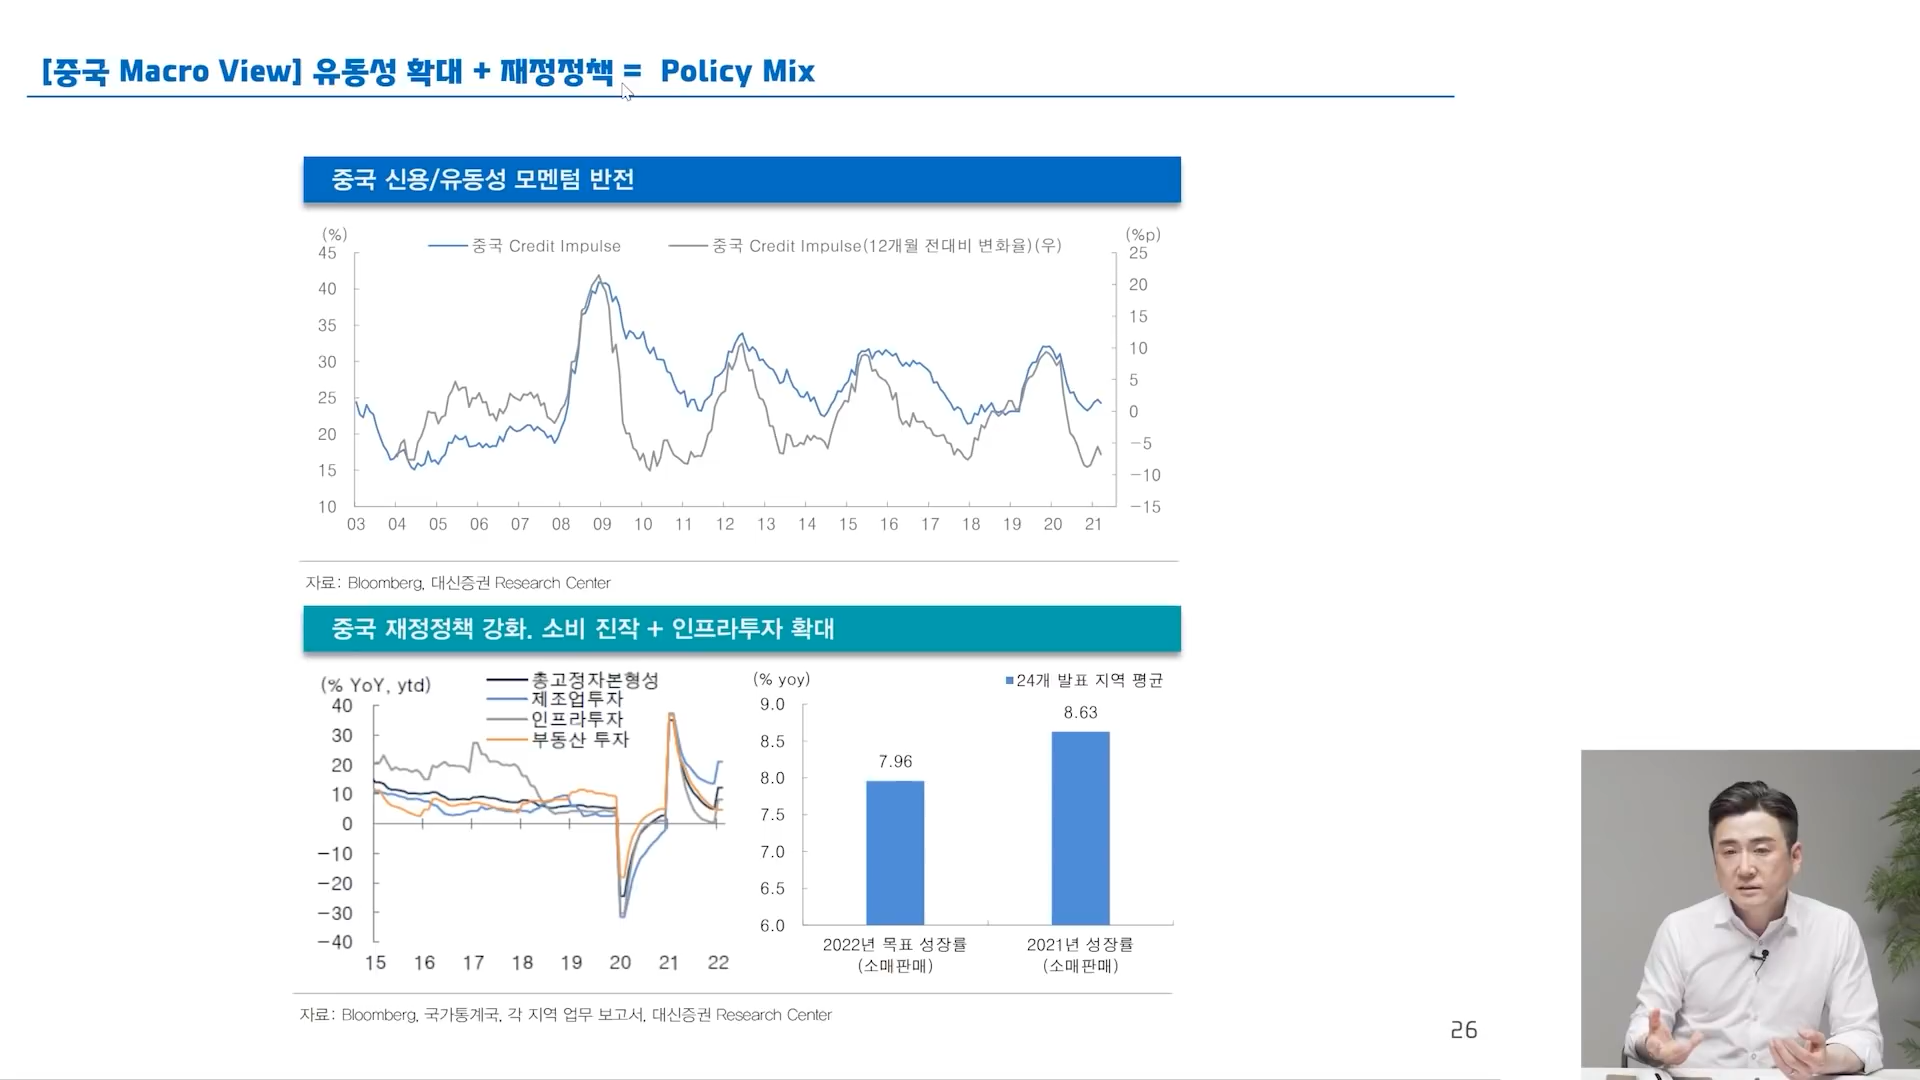 [중국 Macro View] 유동성 확대 + 재정정책 = Policy Mix
중국 신용/유동성 모멘텀 반전
(%)
중국 Credit Impulse
중국 Credit Impulse(12개월 전대비 변화율)(우)
(%p)
45
40
35
30
25
20
15
10
25
20
15
10
5
0
−5
−10
−15
03 04 05 06 07 08 09 10 11 12 13 14 15 16 17 18 19 20 21
자료: Bloomberg, 대신증권 Research Center
중국 재정정책 강화. 소비 진작 + 인프라투자 확대
(% YoY, ytd)
총고정자본형성
제조업투자
인프라투자
부동산 투자
40
30
20
10
0
−10
−20
−30
−40
15 16 17 18 19 20 21 22
(% yoy)
24개 발표 지역 평균
9.0
8.5
8.0
7.5
7.0
6.5
6.0
7.96
8.63
2022년 목표 성장률
(소매판매)
2021년 성장률
(소매판매)
자료: Bloomberg, 국가통계국, 각 지역 업무 보고서, 대신증권 Research Center
26